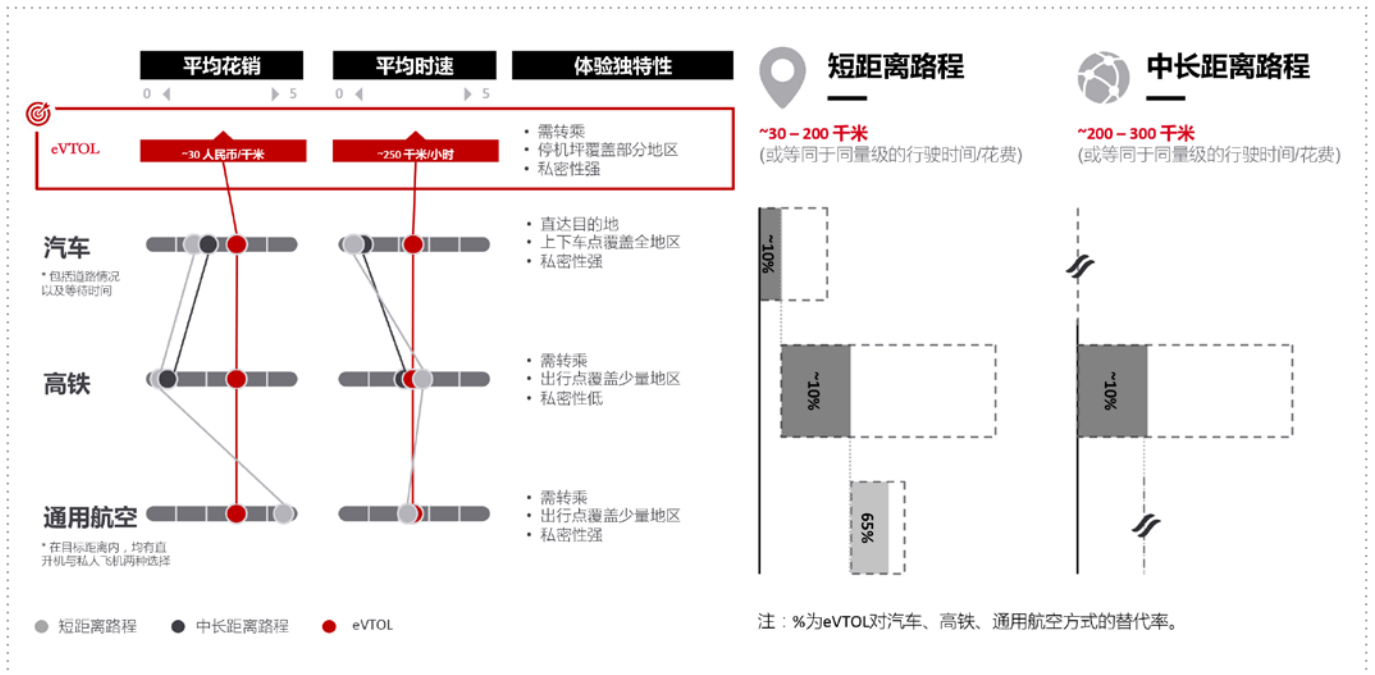 平均花销
平均时速
体验独特性
0
5
0
5
eVTOL
~30 人民币/千米
~250 千米/小时
• 需转乘
• 停机坪覆盖部分地区
• 私密性强
汽车
* 包括道路情况
以及等待时间
• 直达目的地
• 上下车点覆盖全地区
• 私密性强
高铁
• 需转乘
• 出行点覆盖少量地区
• 私密性低
通用航空
* 在目标距离内，均有直
升机与私人飞机两种选择
• 需转乘
• 出行点覆盖少量地区
• 私密性强
短距离路程
中长距离路程
eVTOL
短距离路程
~30 – 200 千米
(或等同于同量级的行驶时间/花费)
~10%
~10%
65%
中长距离路程
~200 – 300 千米
(或等同于同量级的行驶时间/花费)
~10%
注：%为eVTOL对汽车、高铁、通用航空方式的替代率。